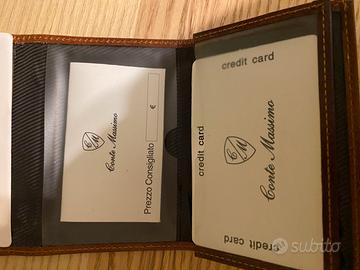 CM
Conte Massimo
Prezzo Consigliato
€
credit card
credit card
CM
Conte Massimo
credit card
subito